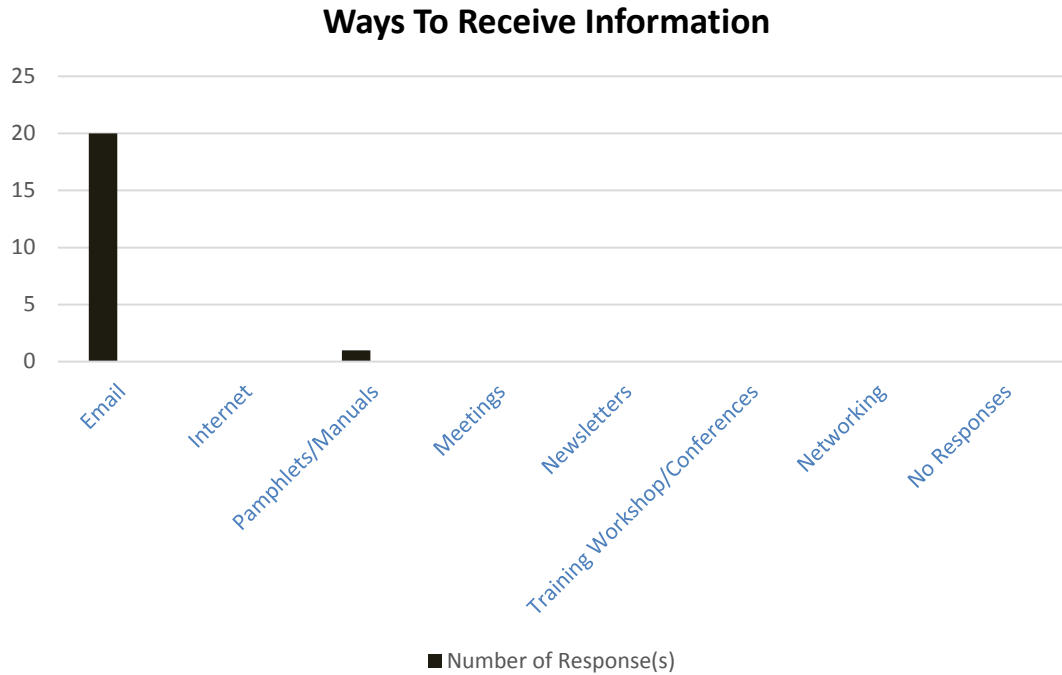 Ways To Receive Information
25
20
15
10
5
0
Email
Internet
Pamphlets/Manuals
Meetings
Newsletters
Training Workshop/Conferences
Networking
No Responses
Number of Response(s)